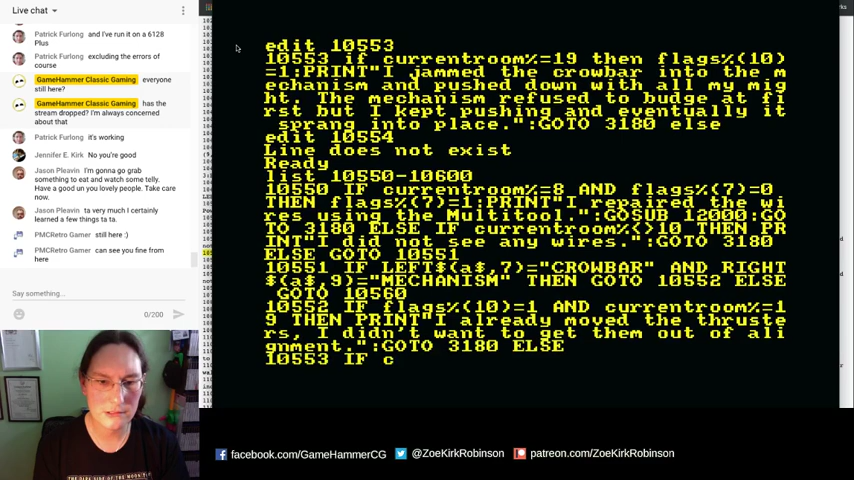 Live chat
Patrick Furlong and I've run it on a 6128
Plus
Patrick Furlong excluding the errors of
course
GameHammer Classic Gaming everyone
still here?
GameHammer Classic Gaming has the
stream dropped? I'm always concerned
about that
Patrick Furlong it's working
Jennifer E. Kirk No you're good
Jason Pleavin I'm gonna go grab
something to eat and watch some telly.
Have a good un you lovely people. Take care
now.
Jason Pleavin ta very much I certainly
learned a few things ta ta.
PMCRetro Gamer still here :)
PMCRetro Gamer can see you fine from
here
Say something...
0/200
edit 10553
10553 if currentroom%=19 then flags%(10)
=1:PRINT"I jammed the crowbar into the m
echanism and pushed down with all my mig
ht. The mechanism refused to budge at fi
rst but I kept pushing and eventually it
sprang into place.":GOTO 3180 else
edit 10554
Line does not exist
Ready
list 10550-10600
10550 IF currentroom%=8 AND flags%(7)=0
THEN flags%(7)=1:PRINT"I repaired the wi
res using the Multitool.":GOSUB 12000:GO
TO 3180 ELSE IF currentroom%<>10 THEN PR
INT"I did not see any wires.":GOTO 3180
ELSE GOTO 10551
10551 IF LEFT$(a$,7)="CROWBAR" AND RIGHT
$(a$,9)="MECHANISM" THEN GOTO 10552 ELSE
GOTO 10560
10552 IF flags%(10)=1 AND currentroom%=1
9 THEN PRINT"I already moved the thruste
rs, I didn't want to get them out of ali
gnment.":GOTO 3180 ELSE
10553 IF c
facebook.com/GameHammerCG @ZoeKirkRobinson patreon.com/ZoeKirkRobinson